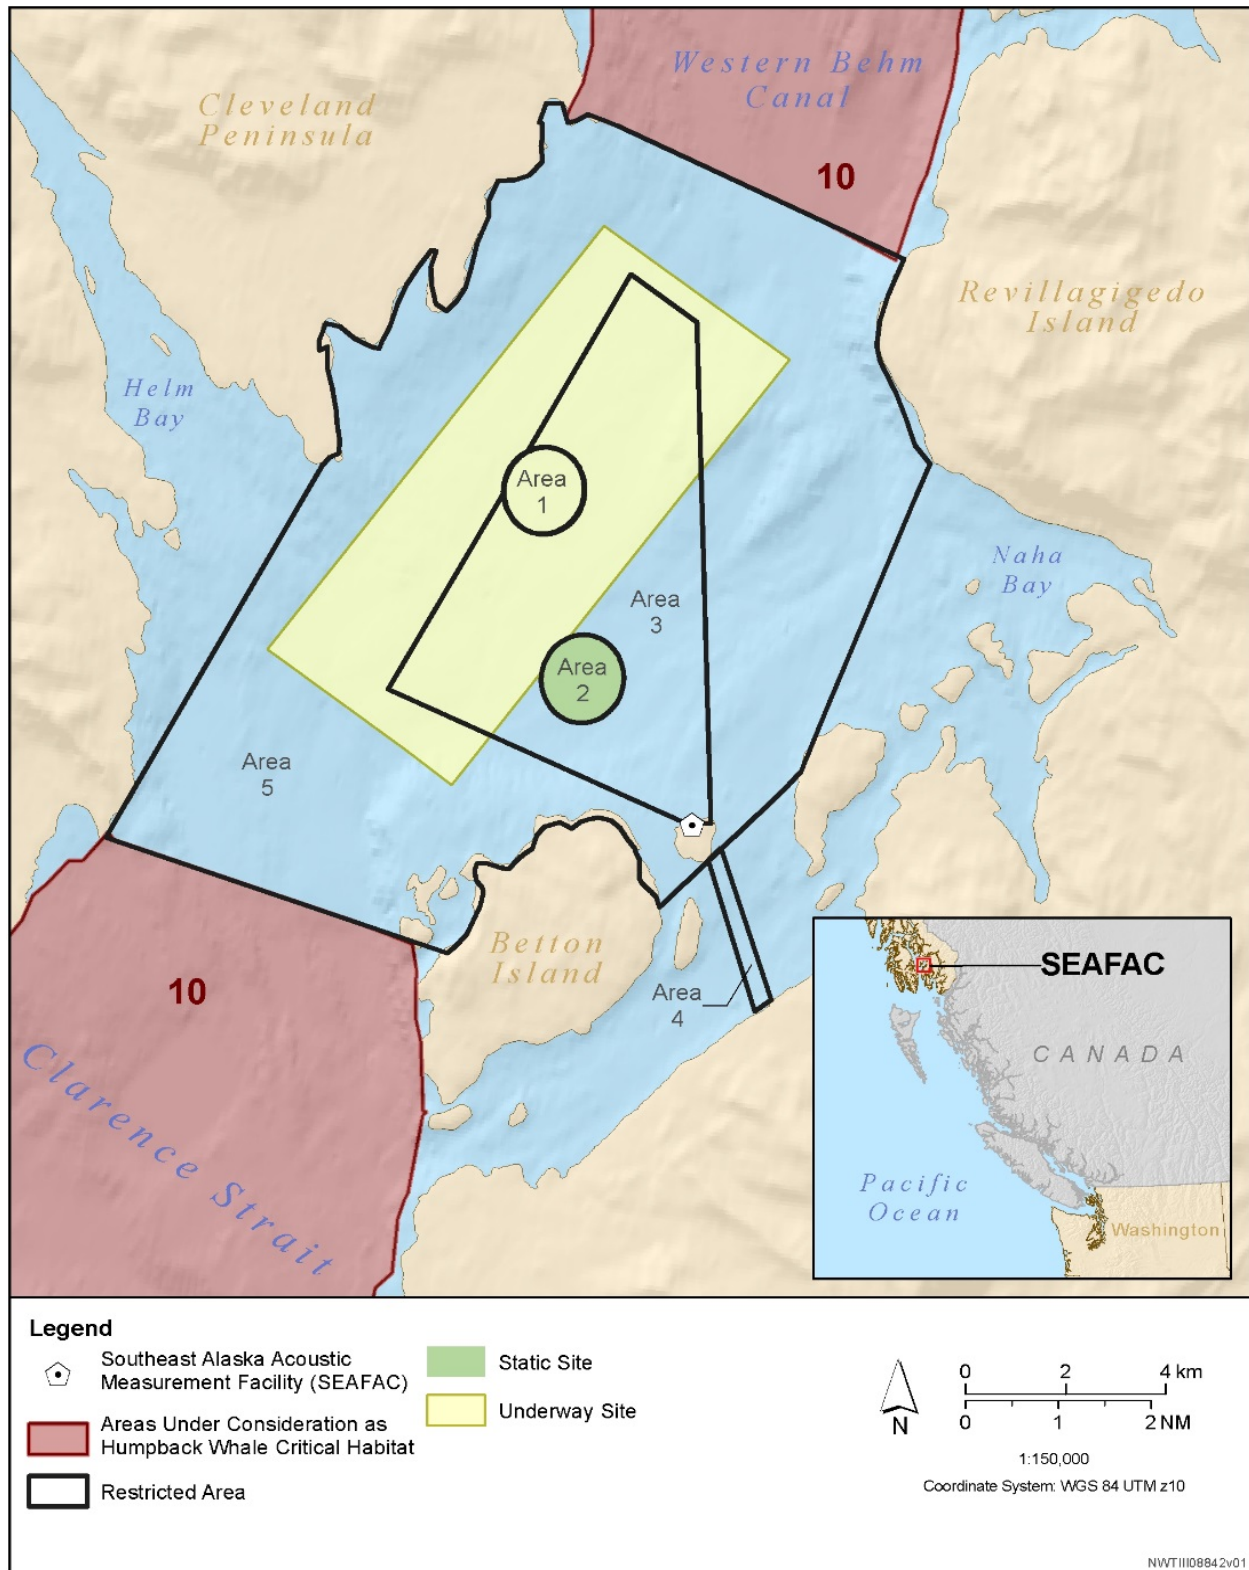 Western Behm
Canal
Cleveland
Peninsula
10
Revillagigedo
Island
Helm
Bay
Area
1
Naha
Bay
Area
3
Area
2
Area
5
Betton
Island
Area
4
10
Clarence Strait
SEAFAC
CANADA
Pacific
Ocean
Washington
Legend
Southeast Alaska Acoustic
Measurement Facility (SEAFAC)
Areas Under Consideration as
Humpback Whale Critical Habitat
Restricted Area
Static Site
Underway Site
N
0 2 4 km
0 1 2 NM
1:150,000
Coordinate System: WGS 84 UTM z10
NWTIII08842v01